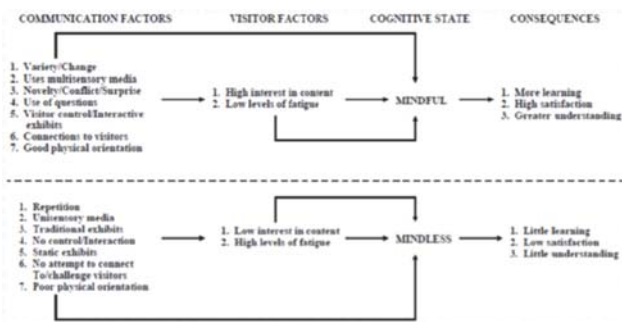 COMMUNICATION FACTORS VISITOR FACTORS COGNITIVE STATE CONSEQUENCES
1. Variety/Change
2. Uses multisensory media
3. Novelty/Conflict/Surprise
4. Use of questions
5. Visitor control/Interactive
exhibits
6. Connections to visitors
7. Good physical orientation
1. High interest in content
2. Low levels of fatigue
MINDFUL
1. More learning
2. High satisfaction
3. Greater understanding
1. Repetition
2. Unisensory media
3. Traditional exhibits
4. No control/Interaction
5. Static exhibits
6. No attempt to connect
To/challenge visitors
7. Poor physical orientation
1. Low interest in content
2. High levels of fatigue
MINDLESS
1. Little learning
2. Low satisfaction
3. Little understanding